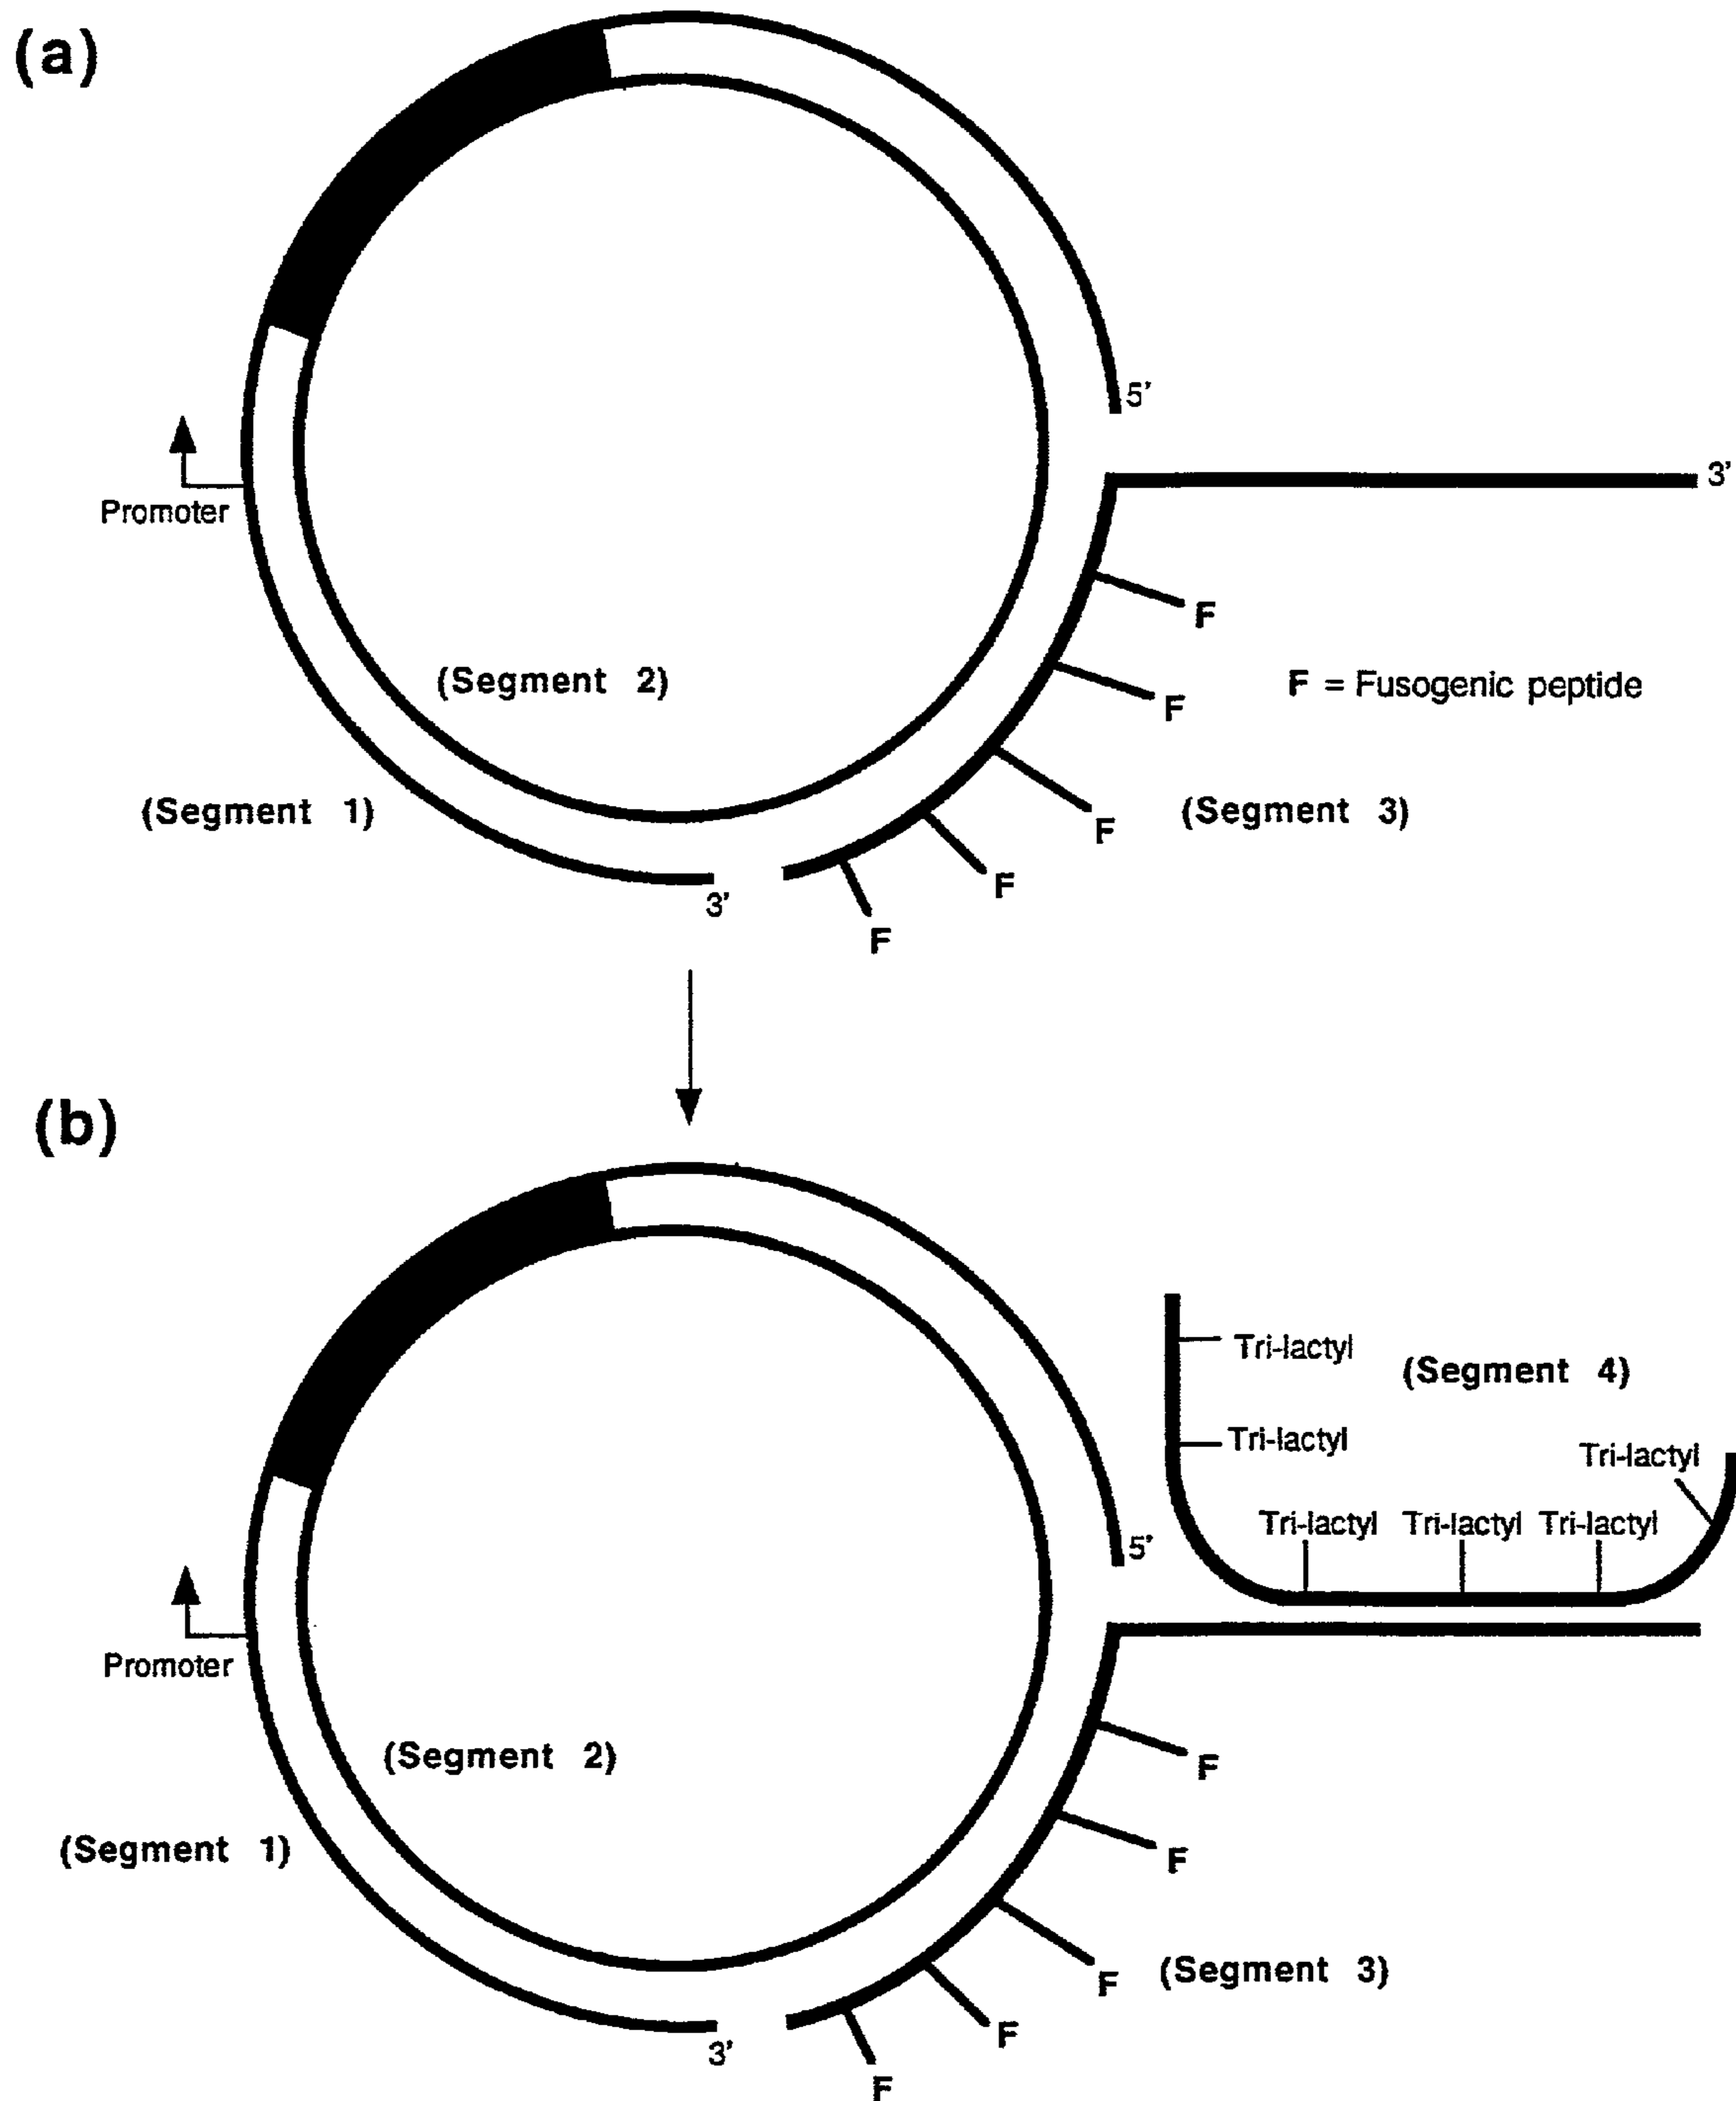 (a)
5'
3'
Promoter
F
(Segment 2)
F = Fusogenic peptide
F
(Segment 1)
(Segment 3)
F
F
3'
F
(b)
Tri-lactyl
(Segment 4)
Tri-lactyl
Tri-lactyl
Tri-lactyl Tri-lactyl Tri-lactyl
5'
Promoter
(Segment 2)
F
(Segment 1)
F
F
(Segment 3)
F
3'
F